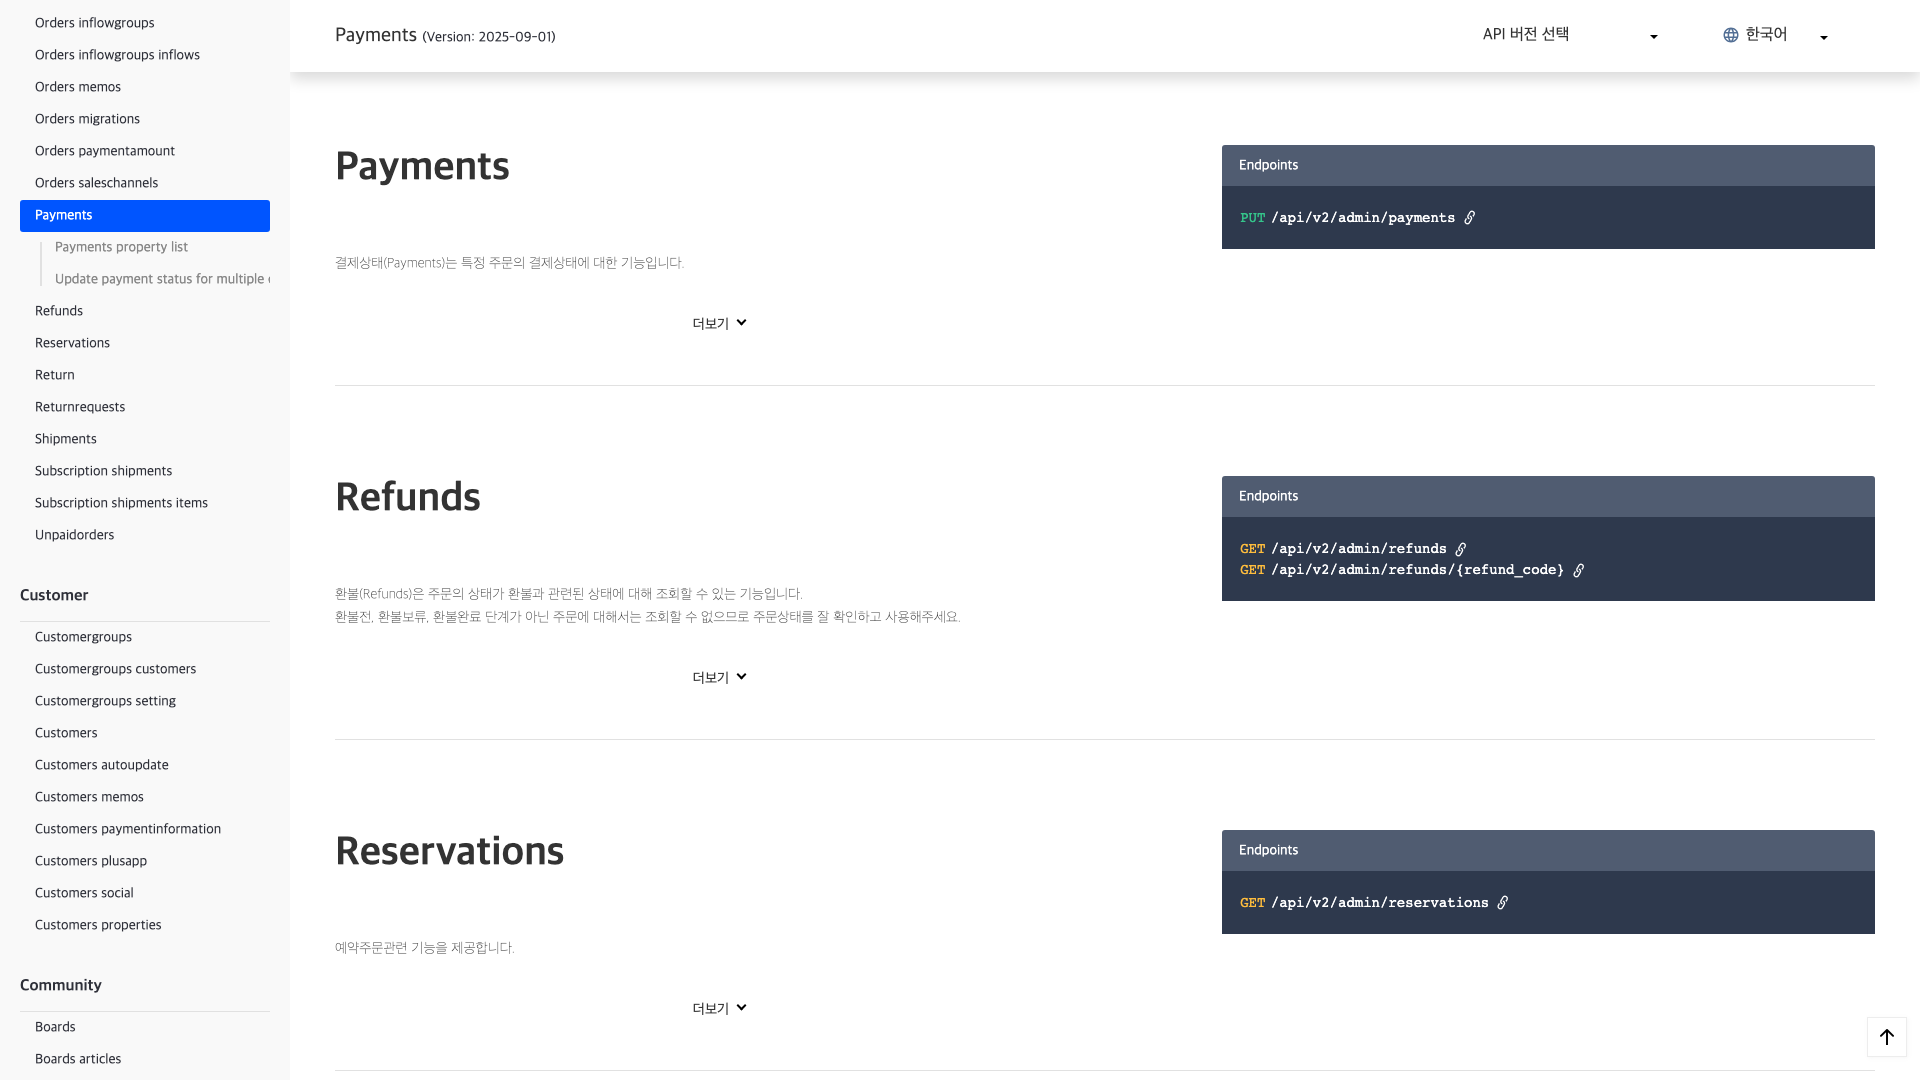 Orders inflowgroups
Orders inflowgroups inflows
Orders memos
Orders migrations
Orders paymentamount
Orders saleschannels
Payments
Payments property list
Update payment status for multiple
Refunds
Reservations
Return
Returnrequests
Shipments
Subscription shipments
Subscription shipments items
Unpaidorders
Customer
Customergroups
Customergroups customers
Customergroups setting
Customers
Customers autoupdate
Customers memos
Customers paymentinformation
Customers plusapp
Customers social
Customers properties
Community
Boards
Boards articles
Payments (Version: 2025-09-01)
API 버전 선택
한국어
Payments
결제상태(Payments)는 특정 주문의 결제상태에 대한 기능입니다.
더보기
Endpoints
PUT /api/v2/admin/payments
Refunds
환불(Refunds)은 주문의 상태가 환불과 관련된 상태에 대해 조회할 수 있는 기능입니다.
환불전, 환불보류, 환불완료 단계가 아닌 주문에 대해서는 조회할 수 없으므로 주문상태를 잘 확인하고 사용해주세요.
더보기
Endpoints
GET /api/v2/admin/refunds
GET /api/v2/admin/refunds/{refund_code}
Reservations
예약주문관련 기능을 제공합니다.
더보기
Endpoints
GET /api/v2/admin/reservations